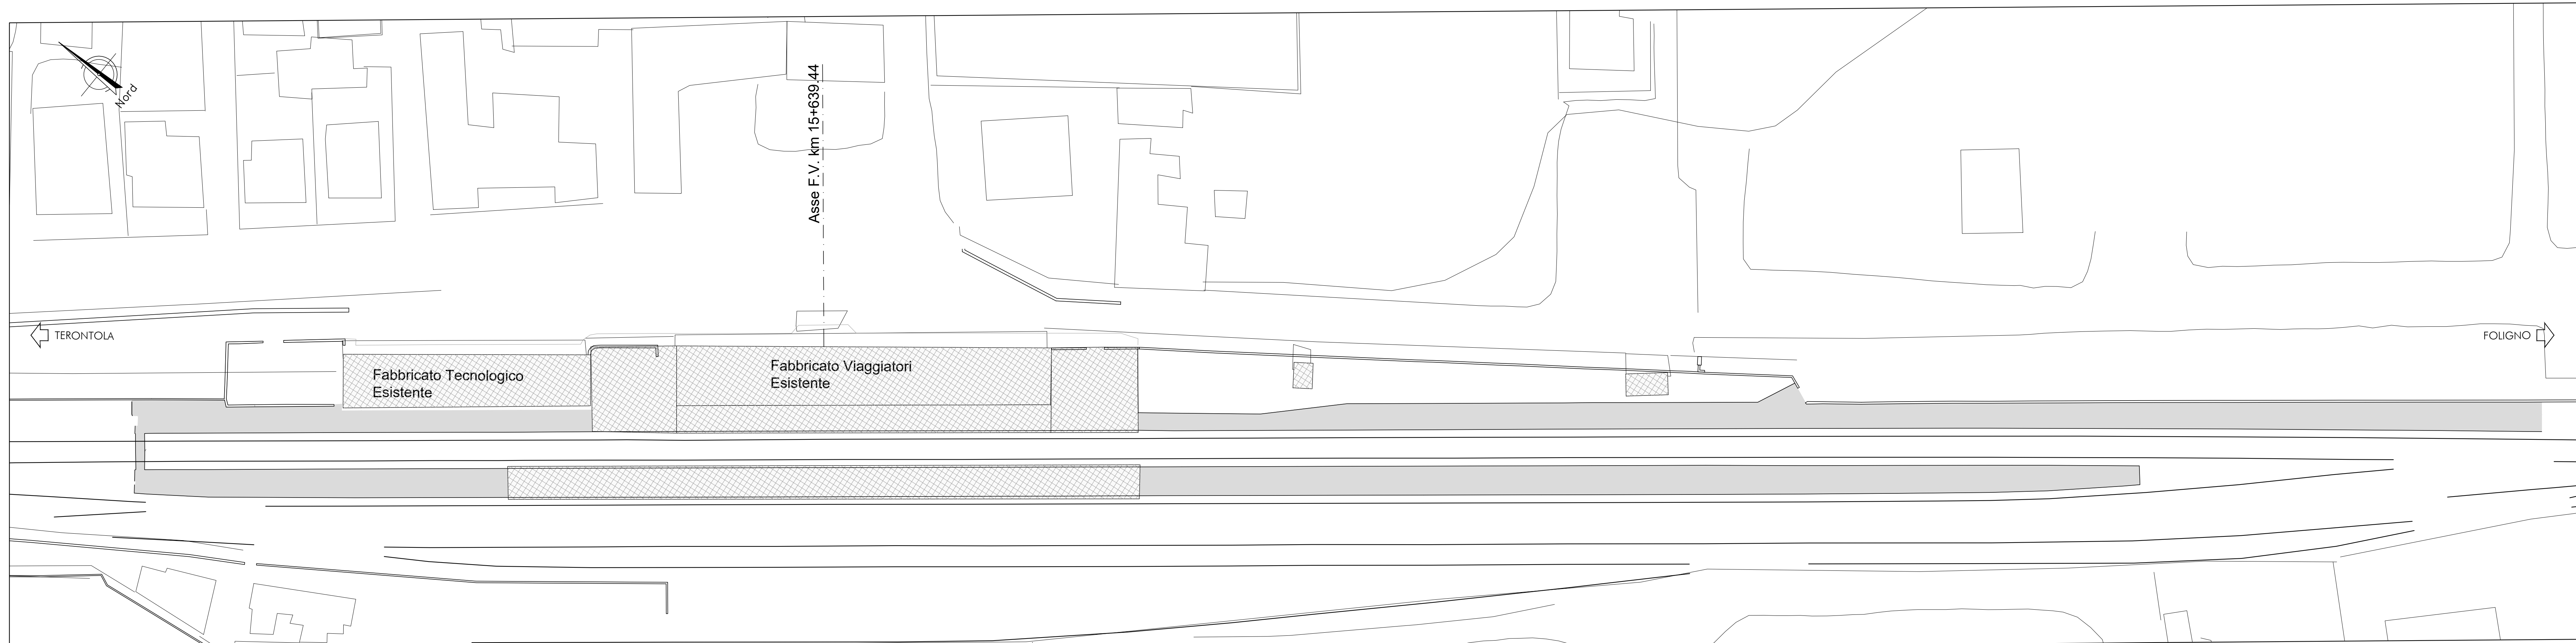 Nord
Asse F.V. km 15+639.44
TERONTOLA
FOLIGNO
Fabbricato Tecnologico
Esistente
Fabbricato Viaggiatori
Esistente